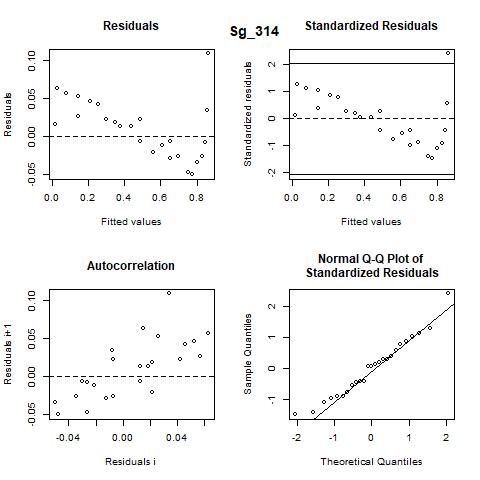 Sg_314
Residuals
Residuals
0.10
0.05
0.00
-0.05
0.0 0.2 0.4 0.6 0.8
Fitted values
Standardized Residuals
Standardized residuals
2
1
0
-1
-2
0.0 0.2 0.4 0.6 0.8
Fitted values
Autocorrelation
Residuals i+1
0.10
0.05
0.00
-0.05
-0.04 0.00 0.04
Residuals i
Normal Q-Q Plot of
Standardized Residuals
Sample Quantiles
2
1
0
-1
-2 -1 0 1 2
Theoretical Quantiles